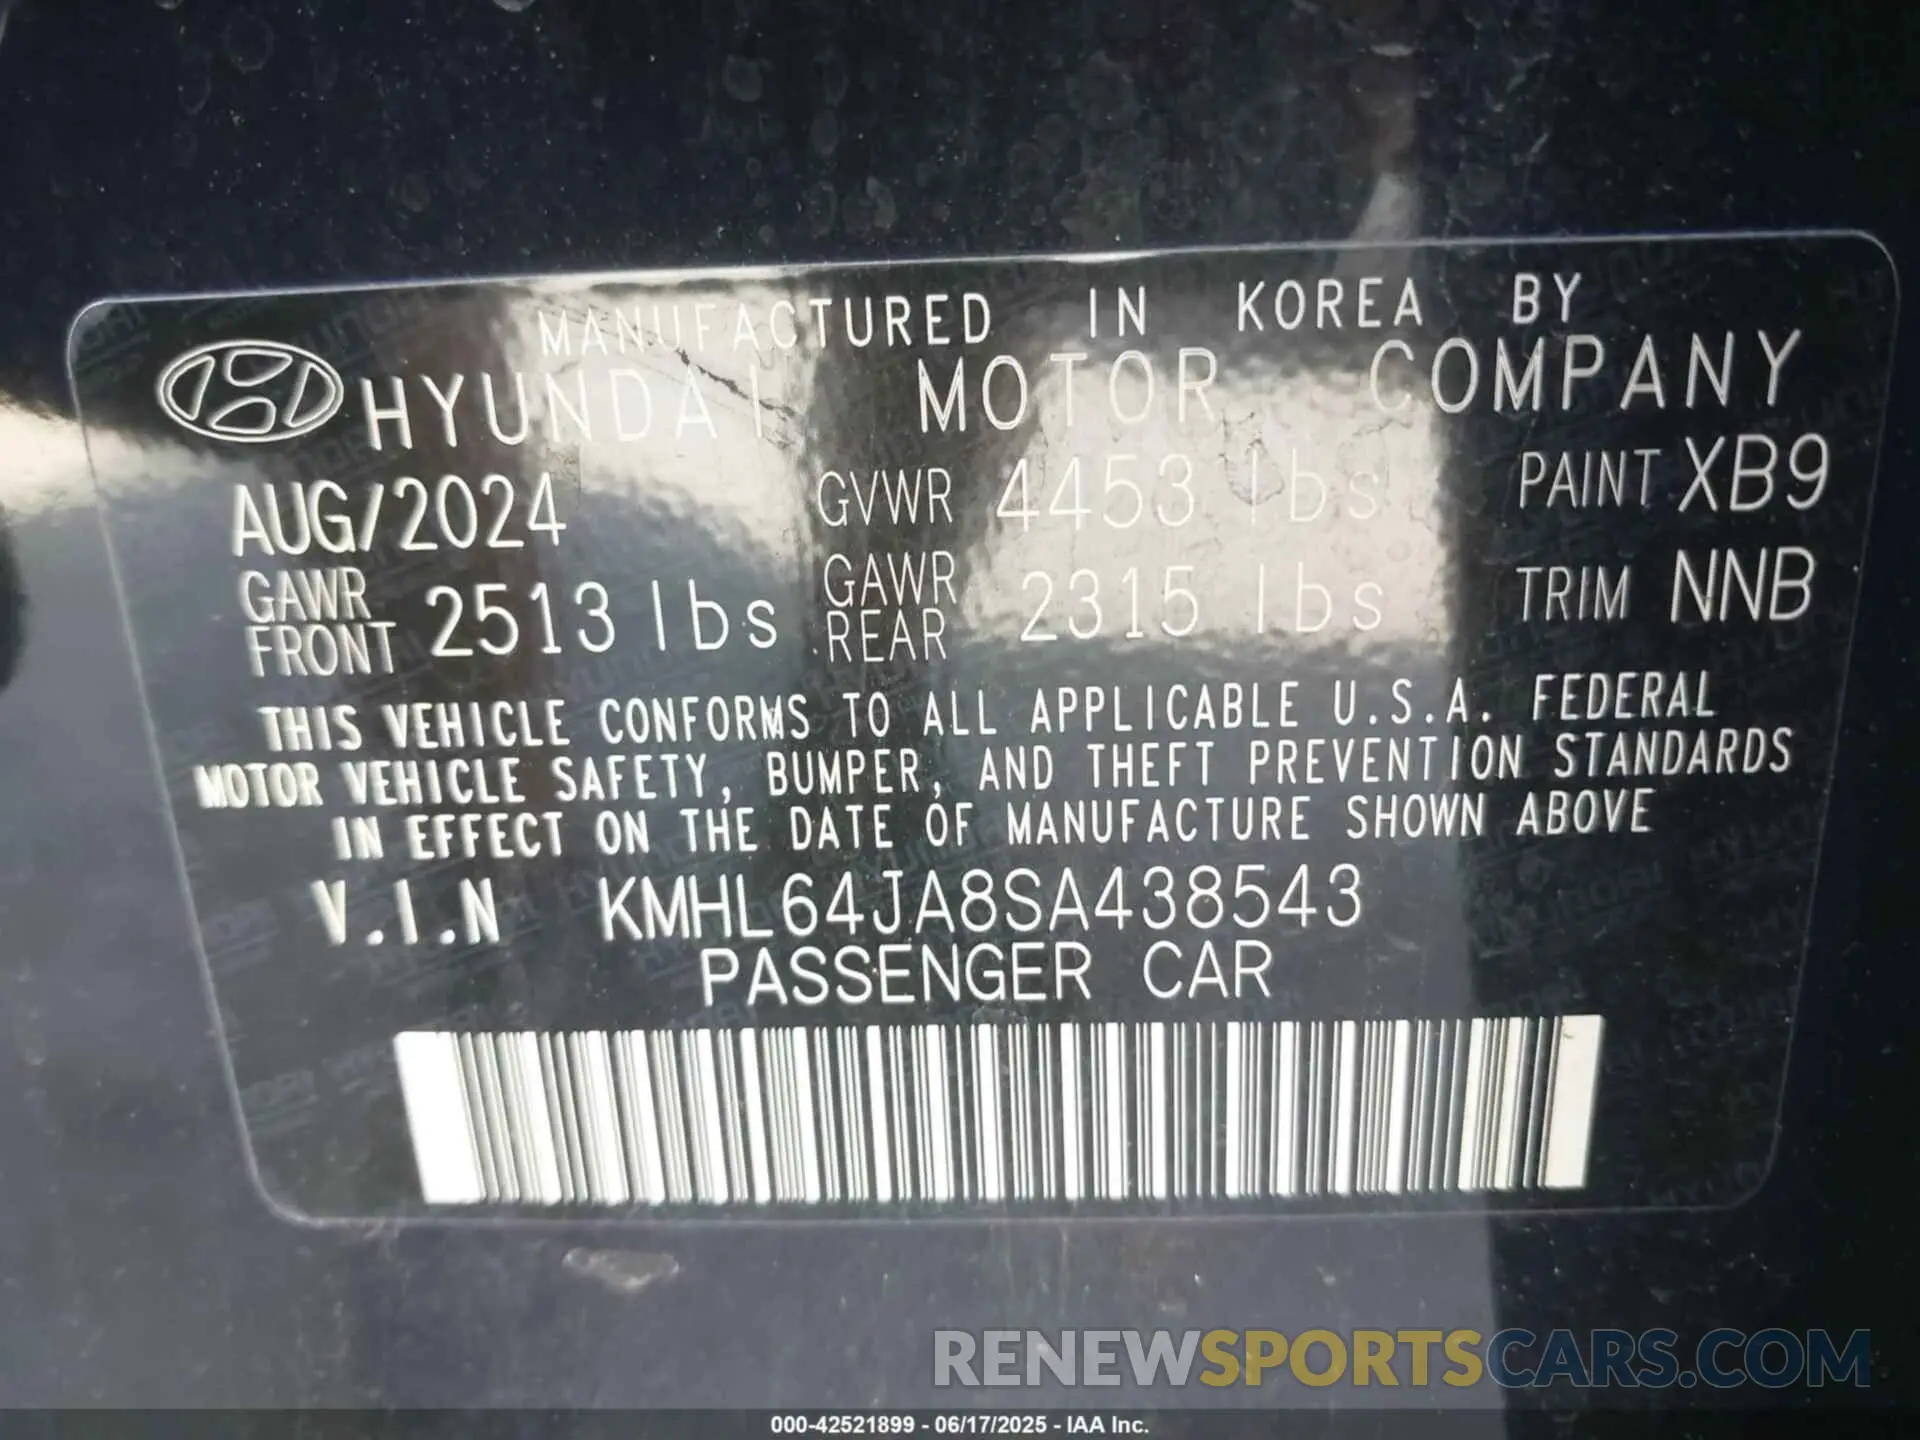 MANUFACTURED IN KOREA BY
HYUNDAI MOTOR COMPANY
AUG/2024 GVWR 4453 lbs PAINT XB9
GAWR FRONT 2513 lbs GAWR REAR 2315 lbs TRIM NNB
THIS VEHICLE CONFORMS TO ALL APPLICABLE U.S.A. FEDERAL
MOTOR VEHICLE SAFETY, BUMPER, AND THEFT PREVENTION STANDARDS
IN EFFECT ON THE DATE OF MANUFACTURE SHOWN ABOVE
V.I.N KMHL64JA8SA438543
PASSENGER CAR
RENEWSPORTSCARS.COM
000-42521899 - 06/17/2025 - IAA Inc.